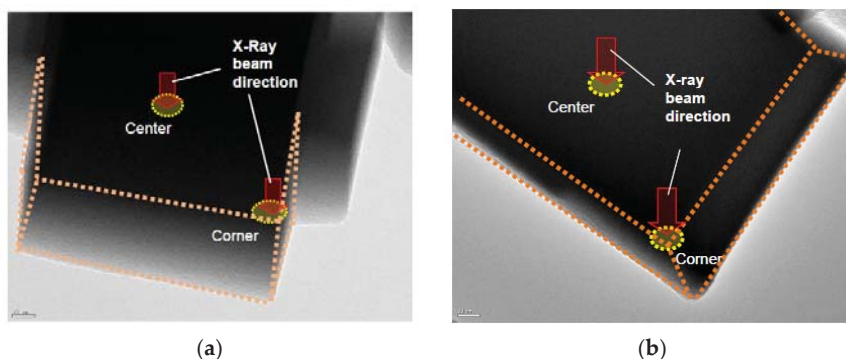 X-Ray
beam
direction
Center
Corner
X-ray
beam
direction
Center
Corner
(a)
(b)